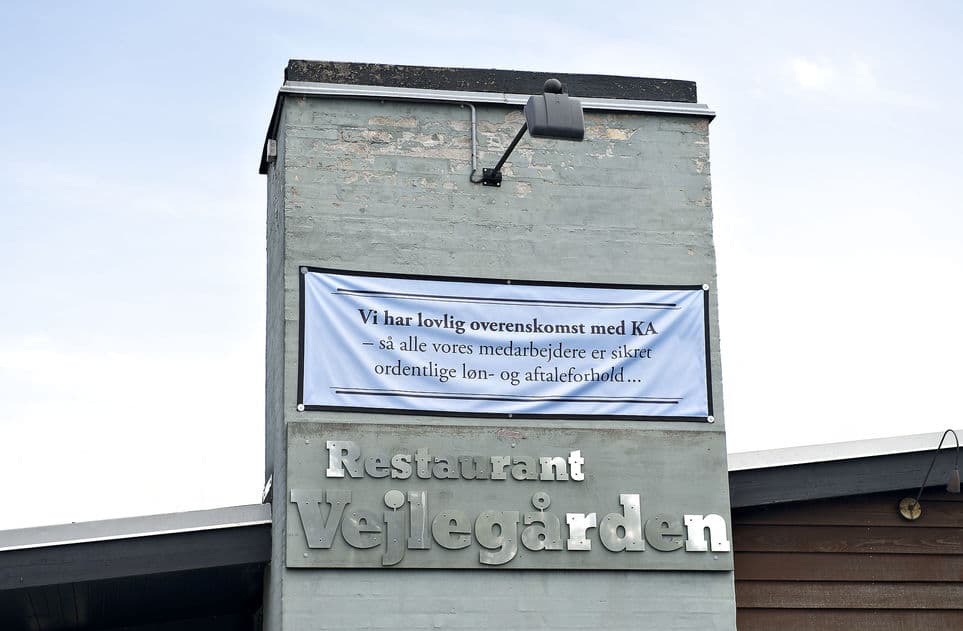 Vi har lovlig overenskomst med KA
– så alle vores medarbejdere er sikret
ordentlige løn- og aftaleforhold...
Restaurant
Vejlegården